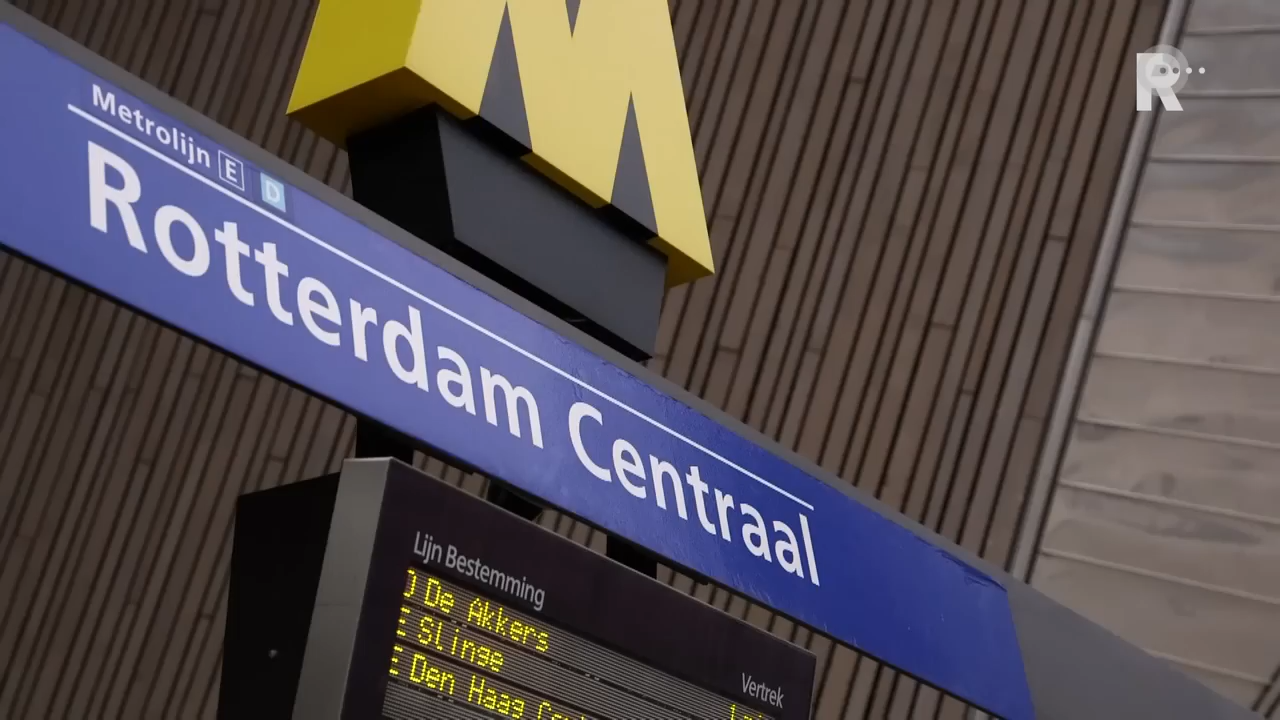 M
R
Metrolijn E D
Rotterdam Centraal
Lijn Bestemming
Vertrek
De Akkers
E Slinge
E Den Haag